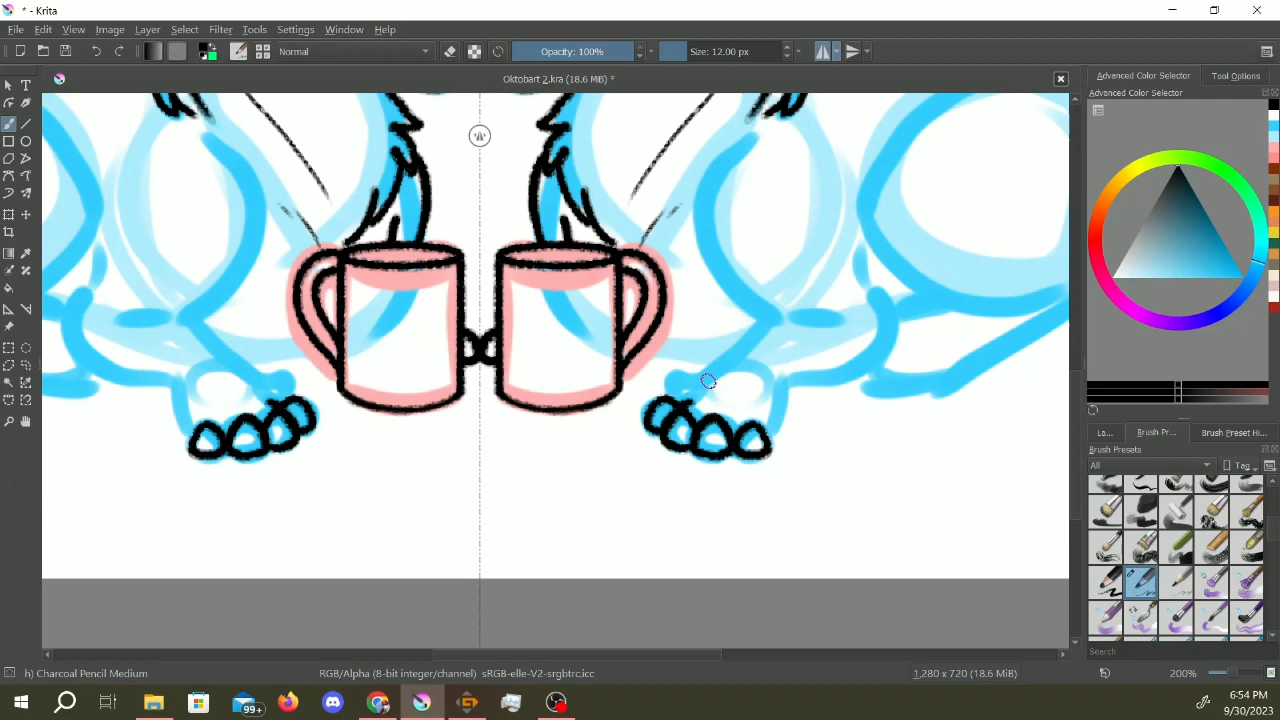 * - Krita
File Edit View Image Layer Select Filter Tools Settings Window Help
Normal Opacity: 100% Size: 12.00 px
Oktobart 2.kra (18.6 MiB) *
Advanced Color Selector Tool Options
Advanced Color Selector
La... Brush Pr... Brush Preset Hi...
Brush Presets
All Tag
Search
h) Charcoal Pencil Medium RGB/Alpha (8-bit integer/channel) sRGB-elle-V2-srgbtrc.icc 1,280 x 720 (18.6 MiB) 200%
99+
6:54 PM
9/30/2023